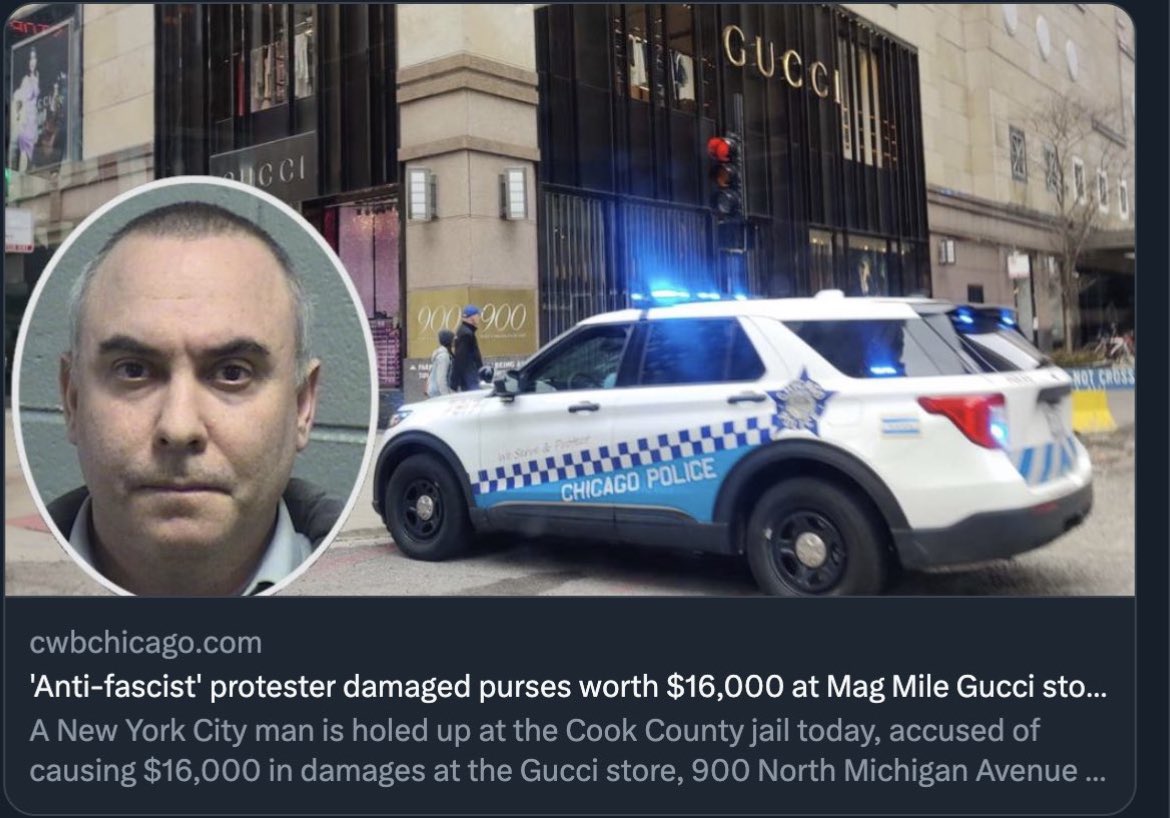 GUCCI
GUCCI
900 900
We Serve & Protect
CHICAGO POLICE
NOT CROSS
cwbchicago.com
'Anti-fascist' protester damaged purses worth $16,000 at Mag Mile Gucci sto...
A New York City man is holed up at the Cook County jail today, accused of
causing $16,000 in damages at the Gucci store, 900 North Michigan Avenue ...